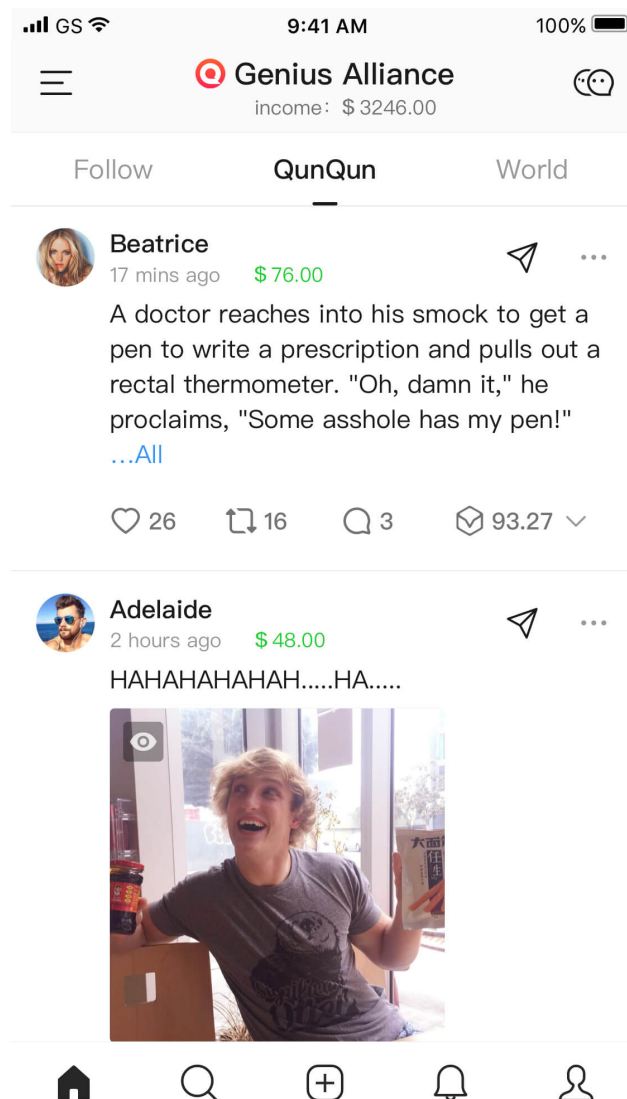 GS
9:41 AM
100%
Genius Alliance
income: $ 3246.00
Follow
QunQun
World
Beatrice
17 mins ago
$ 76.00
A doctor reaches into his smock to get a
pen to write a prescription and pulls out a
rectal thermometer. "Oh, damn it," he
proclaims, "Some asshole has my pen!"
...All
26
16
3
93.27
Adelaide
2 hours ago
$ 48.00
HAHAHAHAHAH.....HA.....